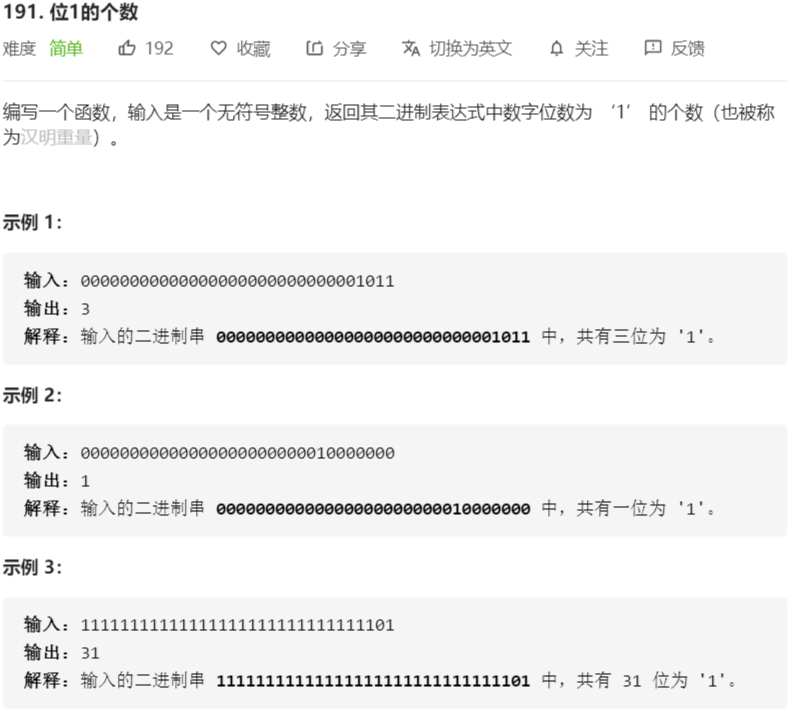 191. 位1的个数
难度 简单 192 收藏 分享 切换为英文 关注 反馈
编写一个函数，输入是一个无符号整数，返回其二进制表达式中数字位数为 ‘1’ 的个数（也被称
为汉明重量）。
示例 1：
输入：00000000000000000000000000001011
输出：3
解释：输入的二进制串 00000000000000000000000000001011 中，共有三位为 '1'。
示例 2：
输入：00000000000000000000000010000000
输出：1
解释：输入的二进制串 00000000000000000000000010000000 中，共有一位为 '1'。
示例 3：
输入：11111111111111111111111111111101
输出：31
解释：输入的二进制串 11111111111111111111111111111101 中，共有 31 位为 '1'。